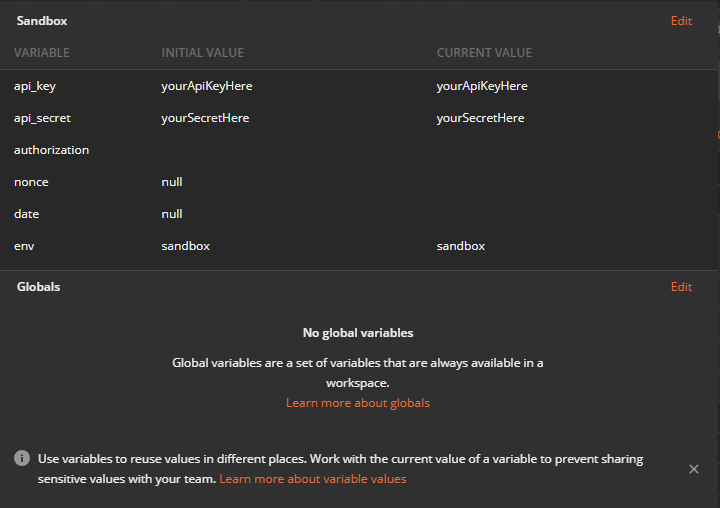 Sandbox Edit
VARIABLE INITIAL VALUE CURRENT VALUE
api_key yourApiKeyHere yourApiKeyHere
api_secret yourSecretHere yourSecretHere
authorization
nonce null
date null
env sandbox sandbox
Globals Edit
No global variables
Global variables are a set of variables that are always available in a
workspace.
Learn more about globals
Use variables to reuse values in different places. Work with the current value of a variable to prevent sharing
sensitive values with your team. Learn more about variable values